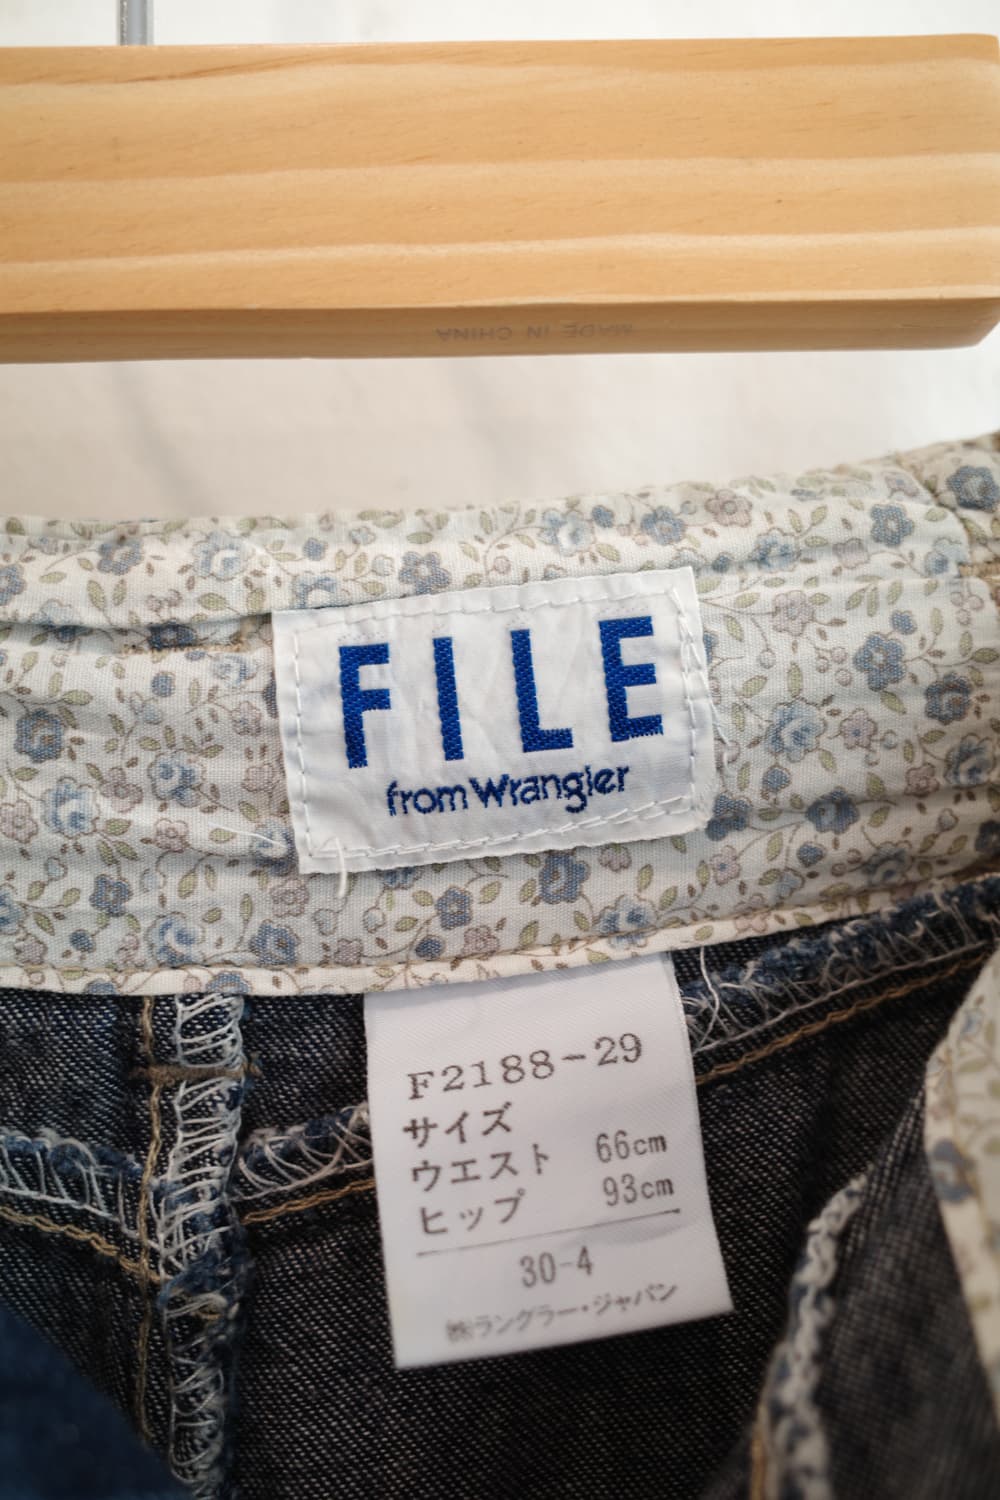 MADE IN CHINA
FILE
from Wrangler
F2188-29
サイズ
ウエスト 66cm
ヒップ 93cm
30-4
㈱ラングラー・ジャパン